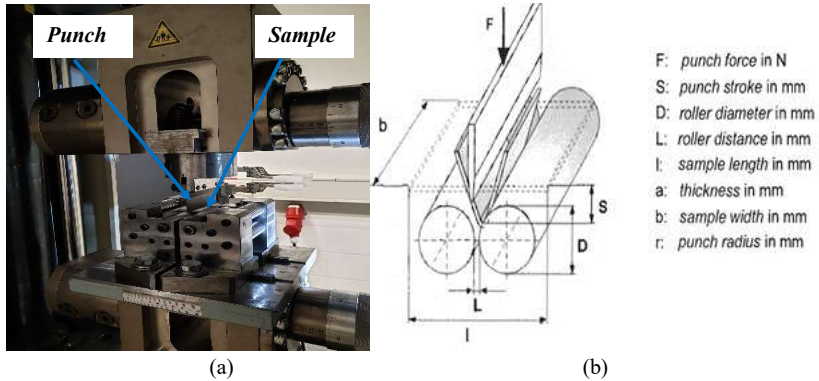 Punch
Sample
F
b
S
D
L
l
F: punch force in N
S: punch stroke in mm
D: roller diameter in mm
L: roller distance in mm
l: sample length in mm
a: thickness in mm
b: sample width in mm
r: punch radius in mm
(a)
(b)